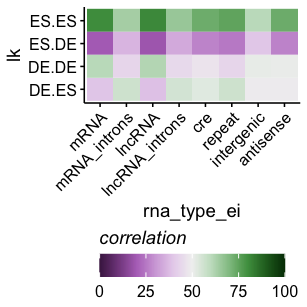 lk
ES.ES
ES.DE
DE.DE
DE.ES
mRNA
mRNA_introns
lncRNA
lncRNA_introns
cre
repeat
intergenic
antisense
rna_type_ei
correlation
0 25 50 75 100